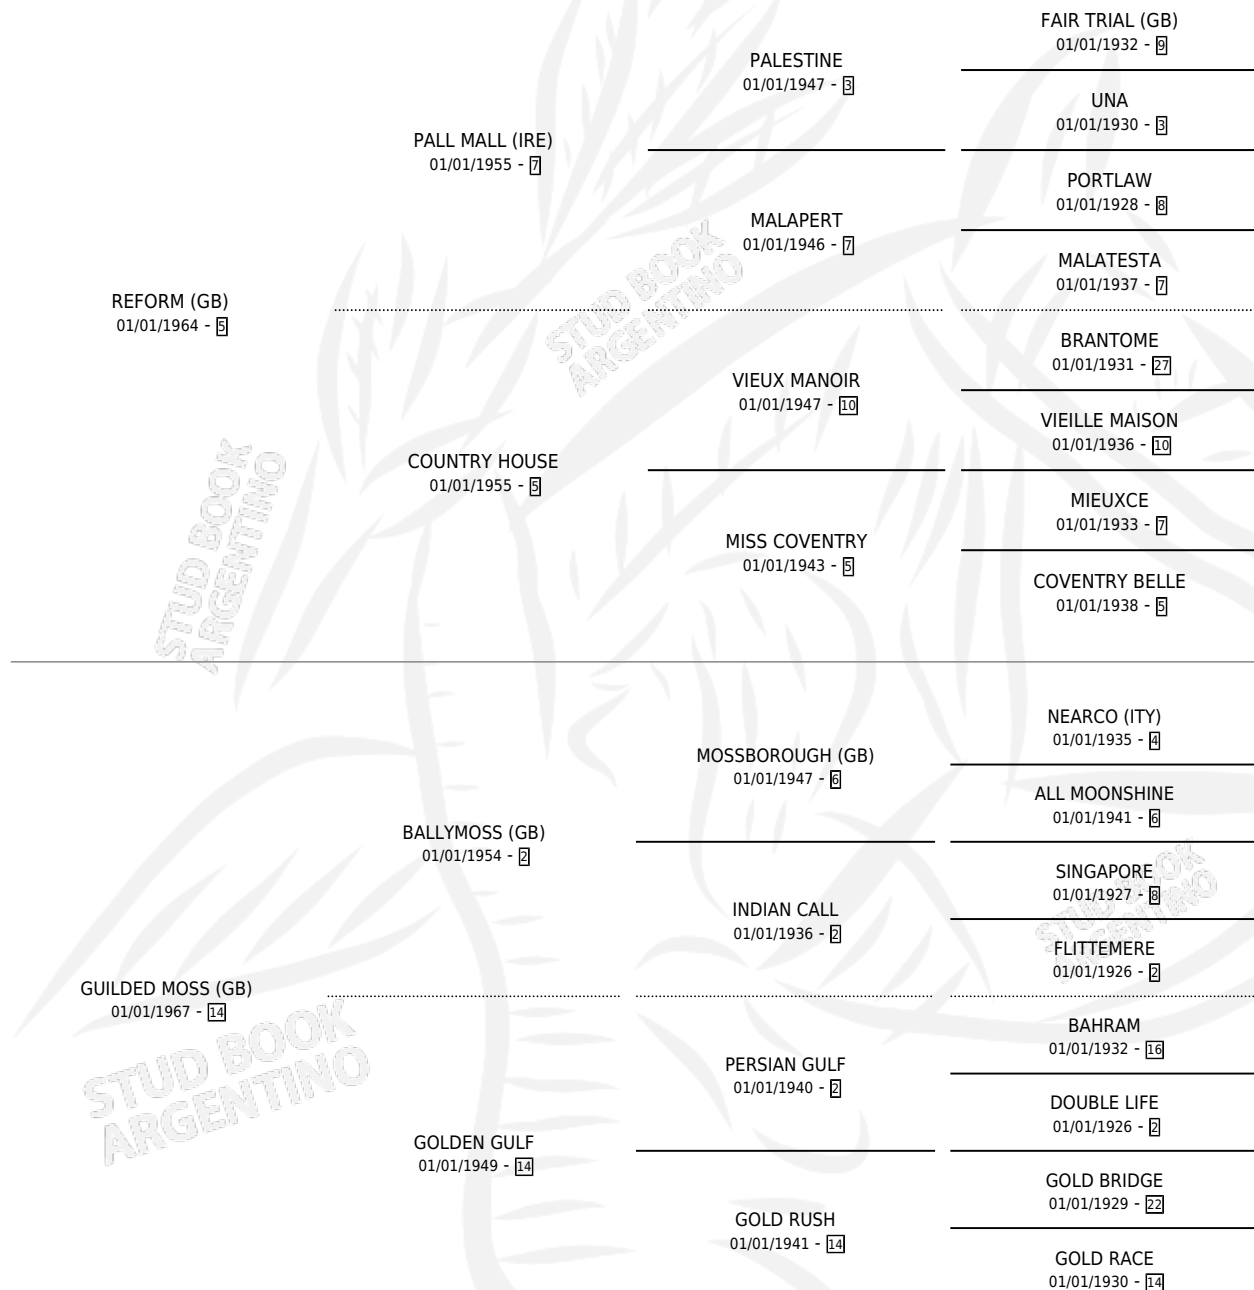 FAIR TRIAL (GB)
01/01/1932 - 9
PALESTINE
01/01/1947 - 3
UNA
01/01/1930 - 3
PALL MALL (IRE)
01/01/1955 - 7
PORTLAW
01/01/1928 - 8
MALAPERT
01/01/1946 - 7
MALATESTA
01/01/1937 - 7
REFORM (GB)
01/01/1964 - 5
STUD BOOK
ARGENTINO
BRANTOME
01/01/1931 - 27
VIEUX MANOIR
01/01/1947 - 10
VIEILLE MAISON
01/01/1936 - 10
COUNTRY HOUSE
01/01/1955 - 5
MIEUXCE
01/01/1933 - 7
MISS COVENTRY
01/01/1943 - 5
COVENTRY BELLE
01/01/1938 - 5
STUD BOOK
ARGENTINO
NEARCO (ITY)
01/01/1935 - 4
MOSSBOROUGH (GB)
01/01/1947 - 6
ALL MOONSHINE
01/01/1941 - 6
BALLYMOSS (GB)
01/01/1954 - 2
SINGAPORE
01/01/1927 - 8
STUD BOOK
ARGENTINO
INDIAN CALL
01/01/1936 - 2
FLITTEMERE
01/01/1926 - 2
GUILDED MOSS (GB)
01/01/1967 - 14
STUD BOOK
ARGENTINO
BAHRAM
01/01/1932 - 16
PERSIAN GULF
01/01/1940 - 2
DOUBLE LIFE
01/01/1926 - 2
GOLDEN GULF
01/01/1949 - 14
GOLD BRIDGE
01/01/1929 - 22
GOLD RUSH
01/01/1941 - 14
GOLD RACE
01/01/1930 - 14